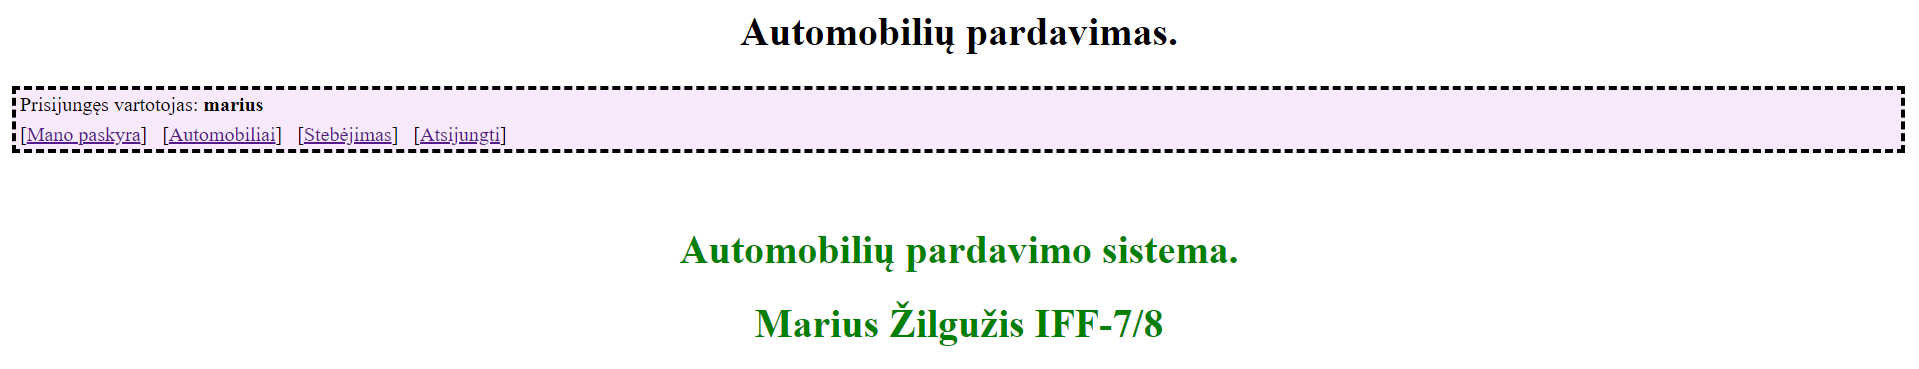 Automobilių pardavimas.
Prisijungęs vartotojas: marius
[Mano paskyra] [Automobiliai] [Stebėjimas] [Atsijungti]
Automobilių pardavimo sistema.
Marius Žilgužis IFF-7/8